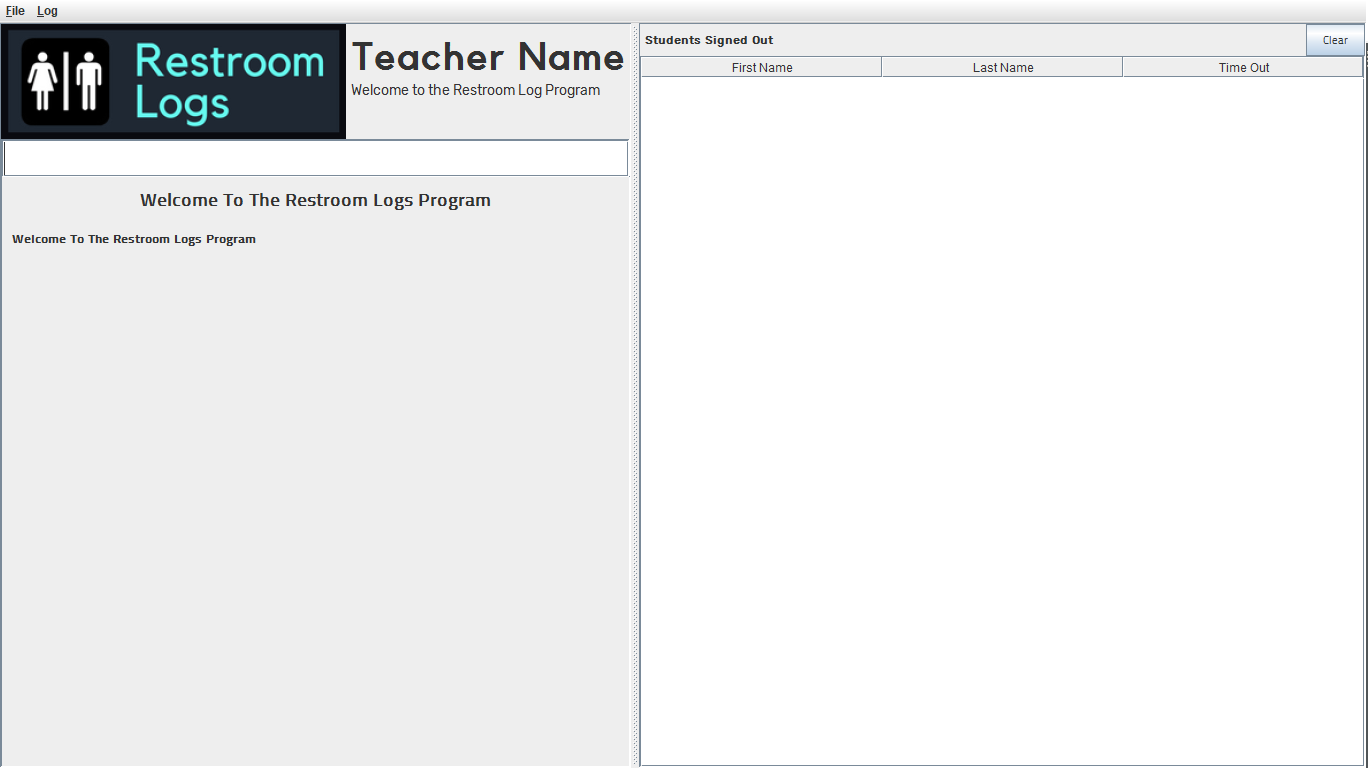 File Log
Restroom
Logs
Teacher Name
Welcome to the Restroom Log Program
Welcome To The Restroom Logs Program
Welcome To The Restroom Logs Program
Students Signed Out
Clear
First Name Last Name Time Out